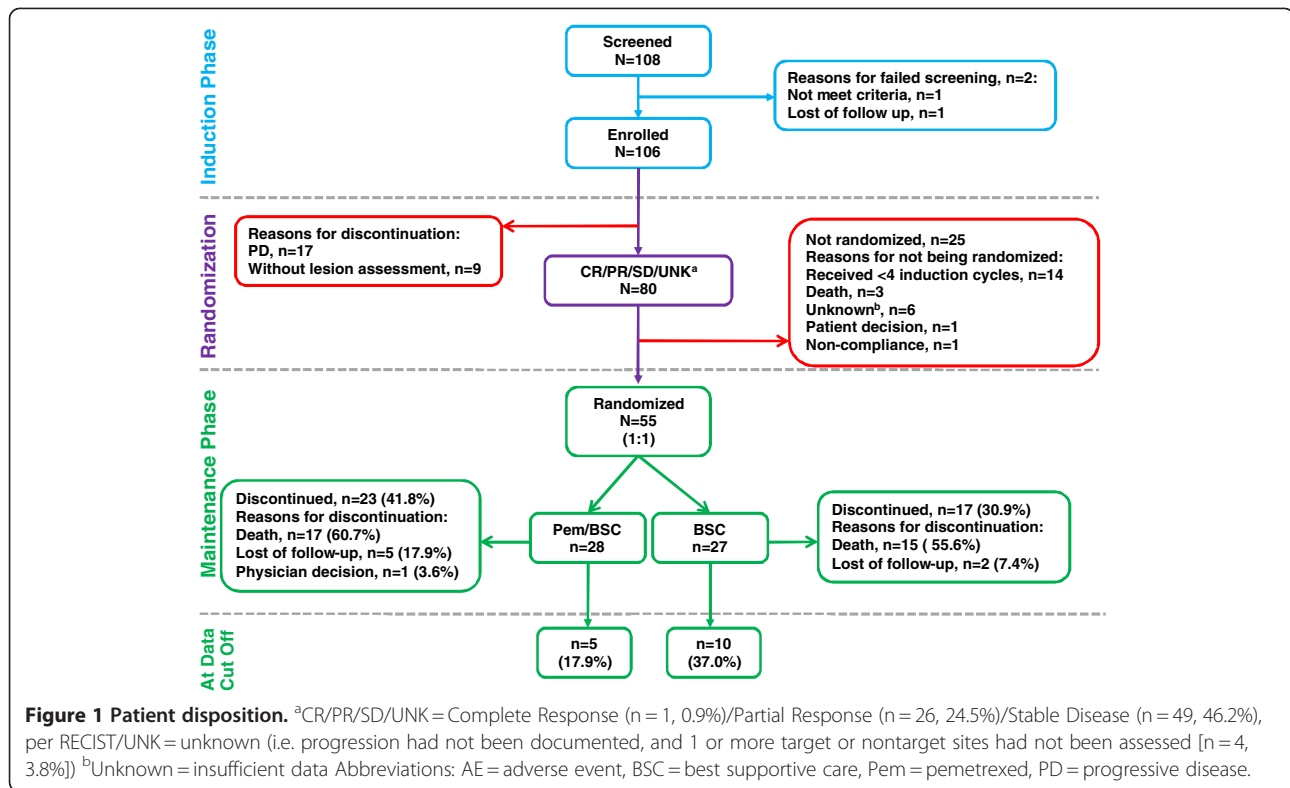 Induction Phase
Screened
N=108
Reasons for failed screening, n=2:
Not meet criteria, n=1
Lost of follow up, n=1
Enrolled
N=106
Randomization
Reasons for discontinuation:
PD, n=17
Without lesion assessment, n=9
CR/PR/SD/UNKᵃ
N=80
Not randomized, n=25
Reasons for not being randomized:
Received <4 induction cycles, n=14
Death, n=3
Unknownᵇ, n=6
Patient decision, n=1
Non-compliance, n=1
Maintenance Phase
Randomized
N=55
(1:1)
Discontinued, n=23 (41.8%)
Reasons for discontinuation:
Death, n=17 (60.7%)
Lost of follow-up, n=5 (17.9%)
Physician decision, n=1 (3.6%)
Pem/BSC
n=28
BSC
n=27
Discontinued, n=17 (30.9%)
Reasons for discontinuation:
Death, n=15 ( 55.6%)
Lost of follow-up, n=2 (7.4%)
At Data
Cut Off
n=5
(17.9%)
n=10
(37.0%)
Figure 1 Patient disposition. ᵃCR/PR/SD/UNK = Complete Response (n = 1, 0.9%)/Partial Response (n = 26, 24.5%)/Stable Disease (n = 49, 46.2%),
per RECIST/UNK = unknown (i.e. progression had not been documented, and 1 or more target or nontarget sites had not been assessed [n = 4,
3.8%]) ᵇUnknown = insufficient data Abbreviations: AE = adverse event, BSC = best supportive care, Pem = pemetrexed, PD = progressive disease.